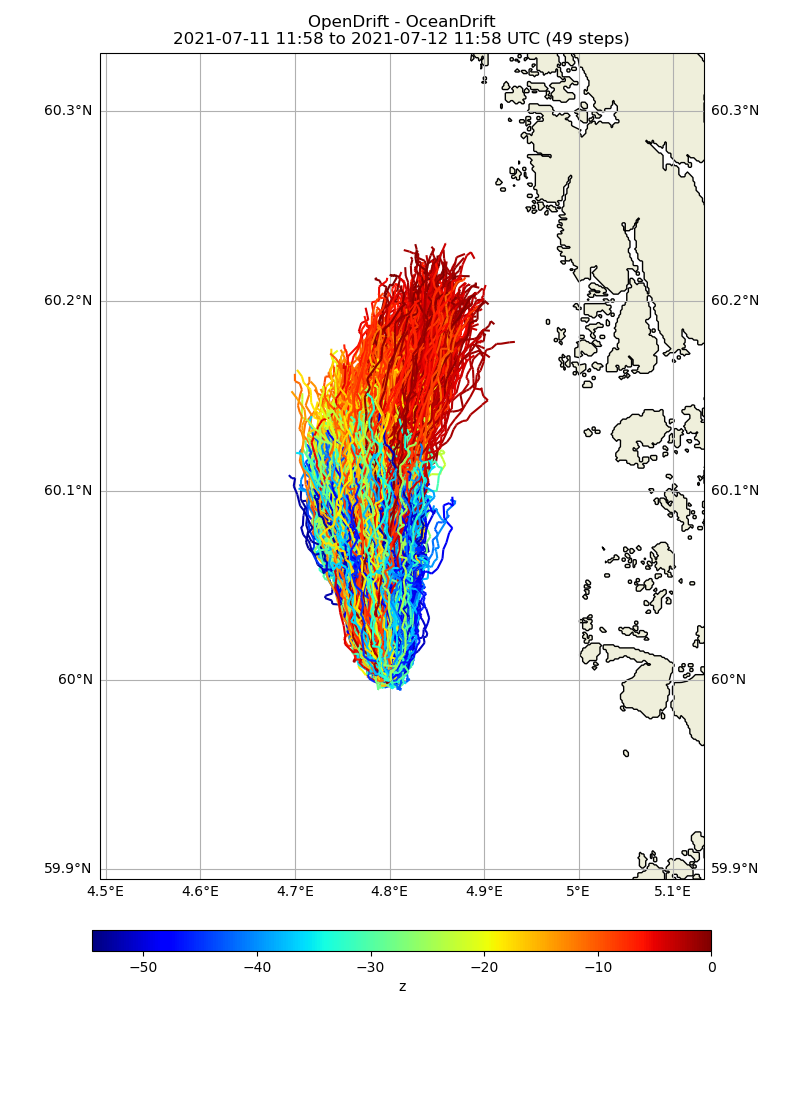 OpenDrift - OceanDrift
2021-07-11 11:58 to 2021-07-12 11:58 UTC (49 steps)
60.3°N 60.3°N
60.2°N 60.2°N
60.1°N 60.1°N
60°N 60°N
59.9°N 59.9°N
4.5°E 4.6°E 4.7°E 4.8°E 4.9°E 5°E 5.1°E
−50 −40 −30 −20 −10 0
z